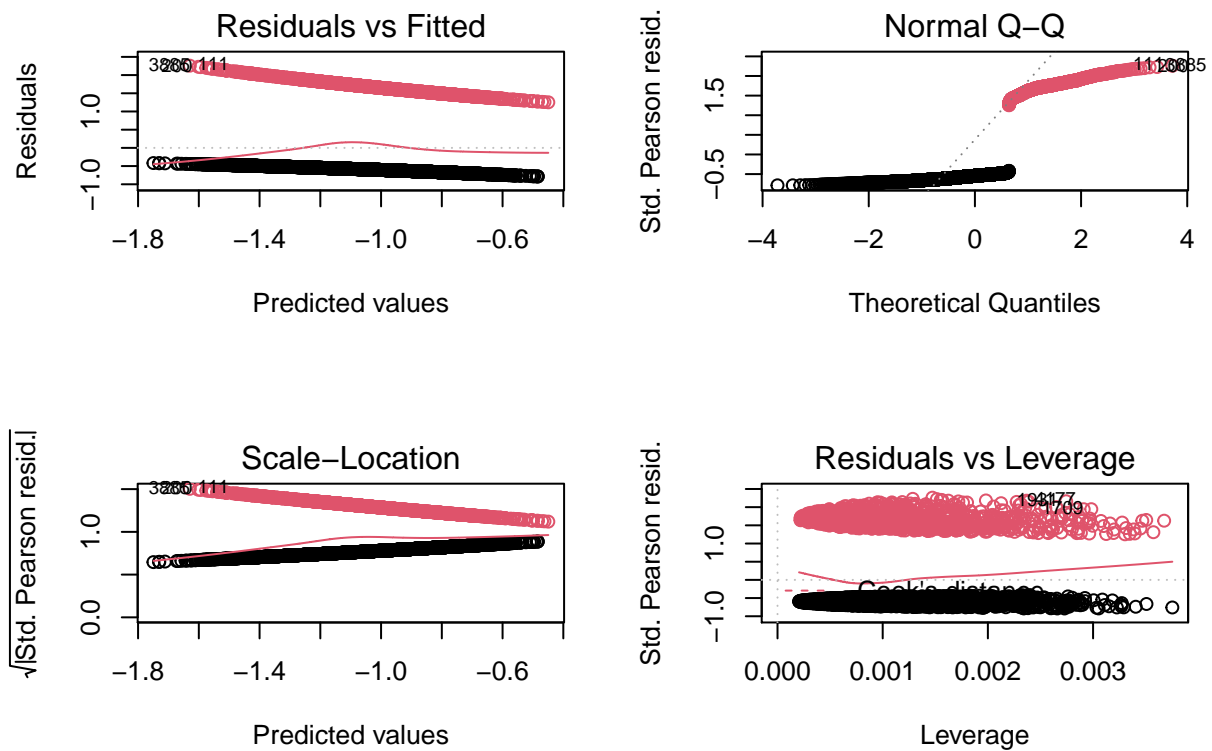 Residuals vs Fitted
Residuals
1.0
−1.0
111
−1.8 −1.4 −1.0 −0.6
Predicted values
Normal Q−Q
Std. Pearson resid.
1.5
−0.5
−4 −2 0 2 4
Theoretical Quantiles
Scale−Location
√|Std. Pearson resid.|
1.0
0.0
111
−1.8 −1.4 −1.0 −0.6
Predicted values
Residuals vs Leverage
Std. Pearson resid.
1.0
−1.0
1709
Cook's distance
0.000 0.001 0.002 0.003
Leverage